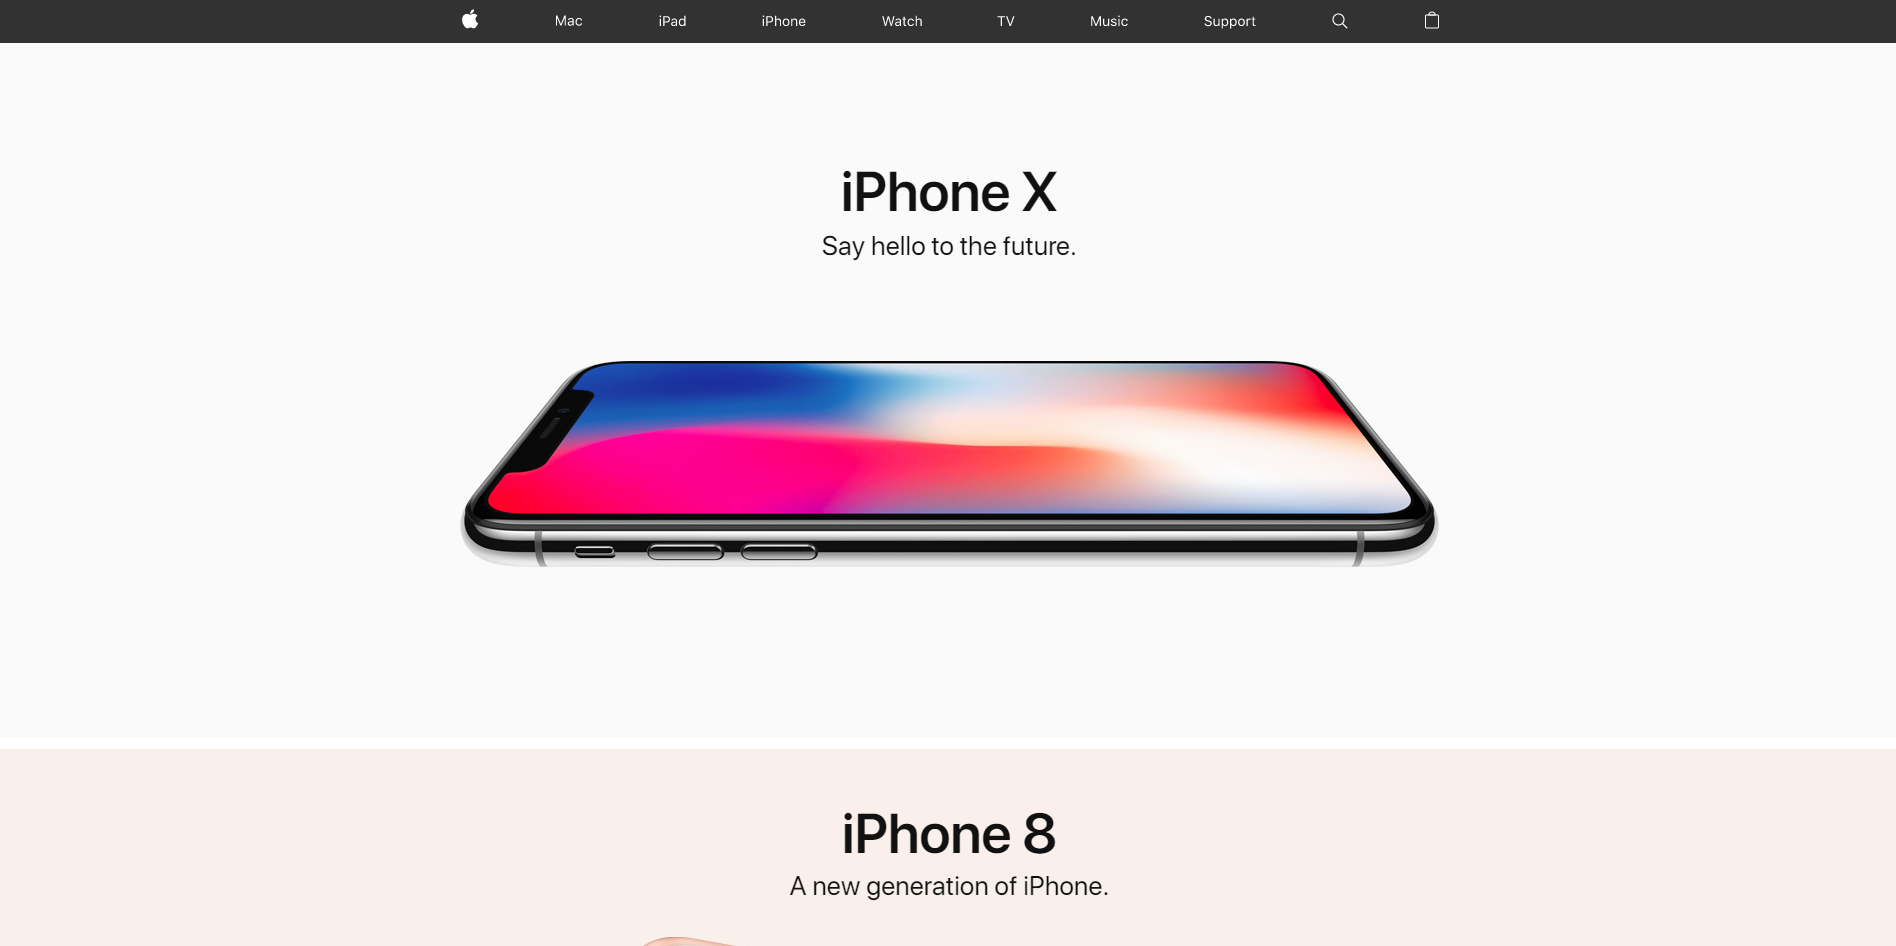 Mac iPad iPhone Watch TV Music Support
iPhone X
Say hello to the future.
iPhone 8
A new generation of iPhone.